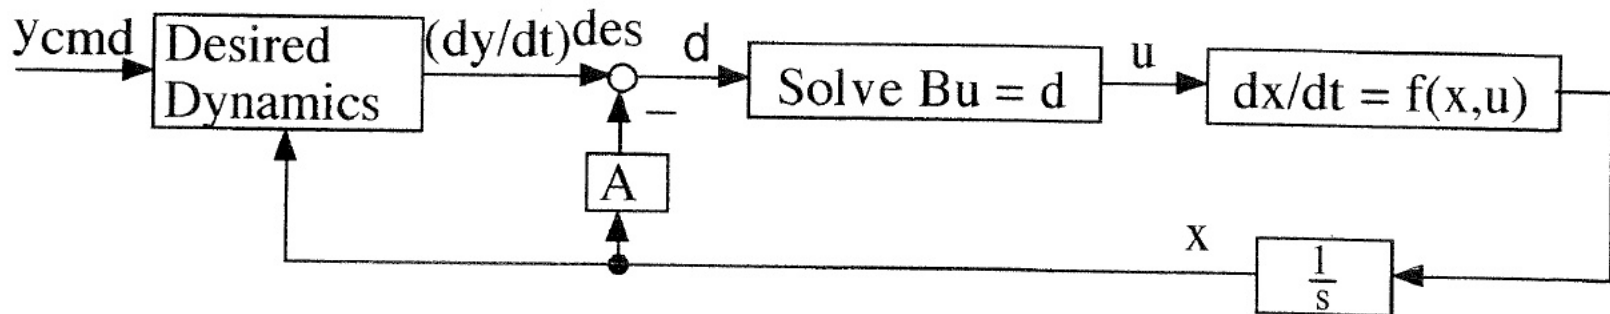 ycmd
Desired
Dynamics
(dy/dt)des
d
Solve Bu = d
u
dx/dt = f(x,u)
−
A
x
1
s